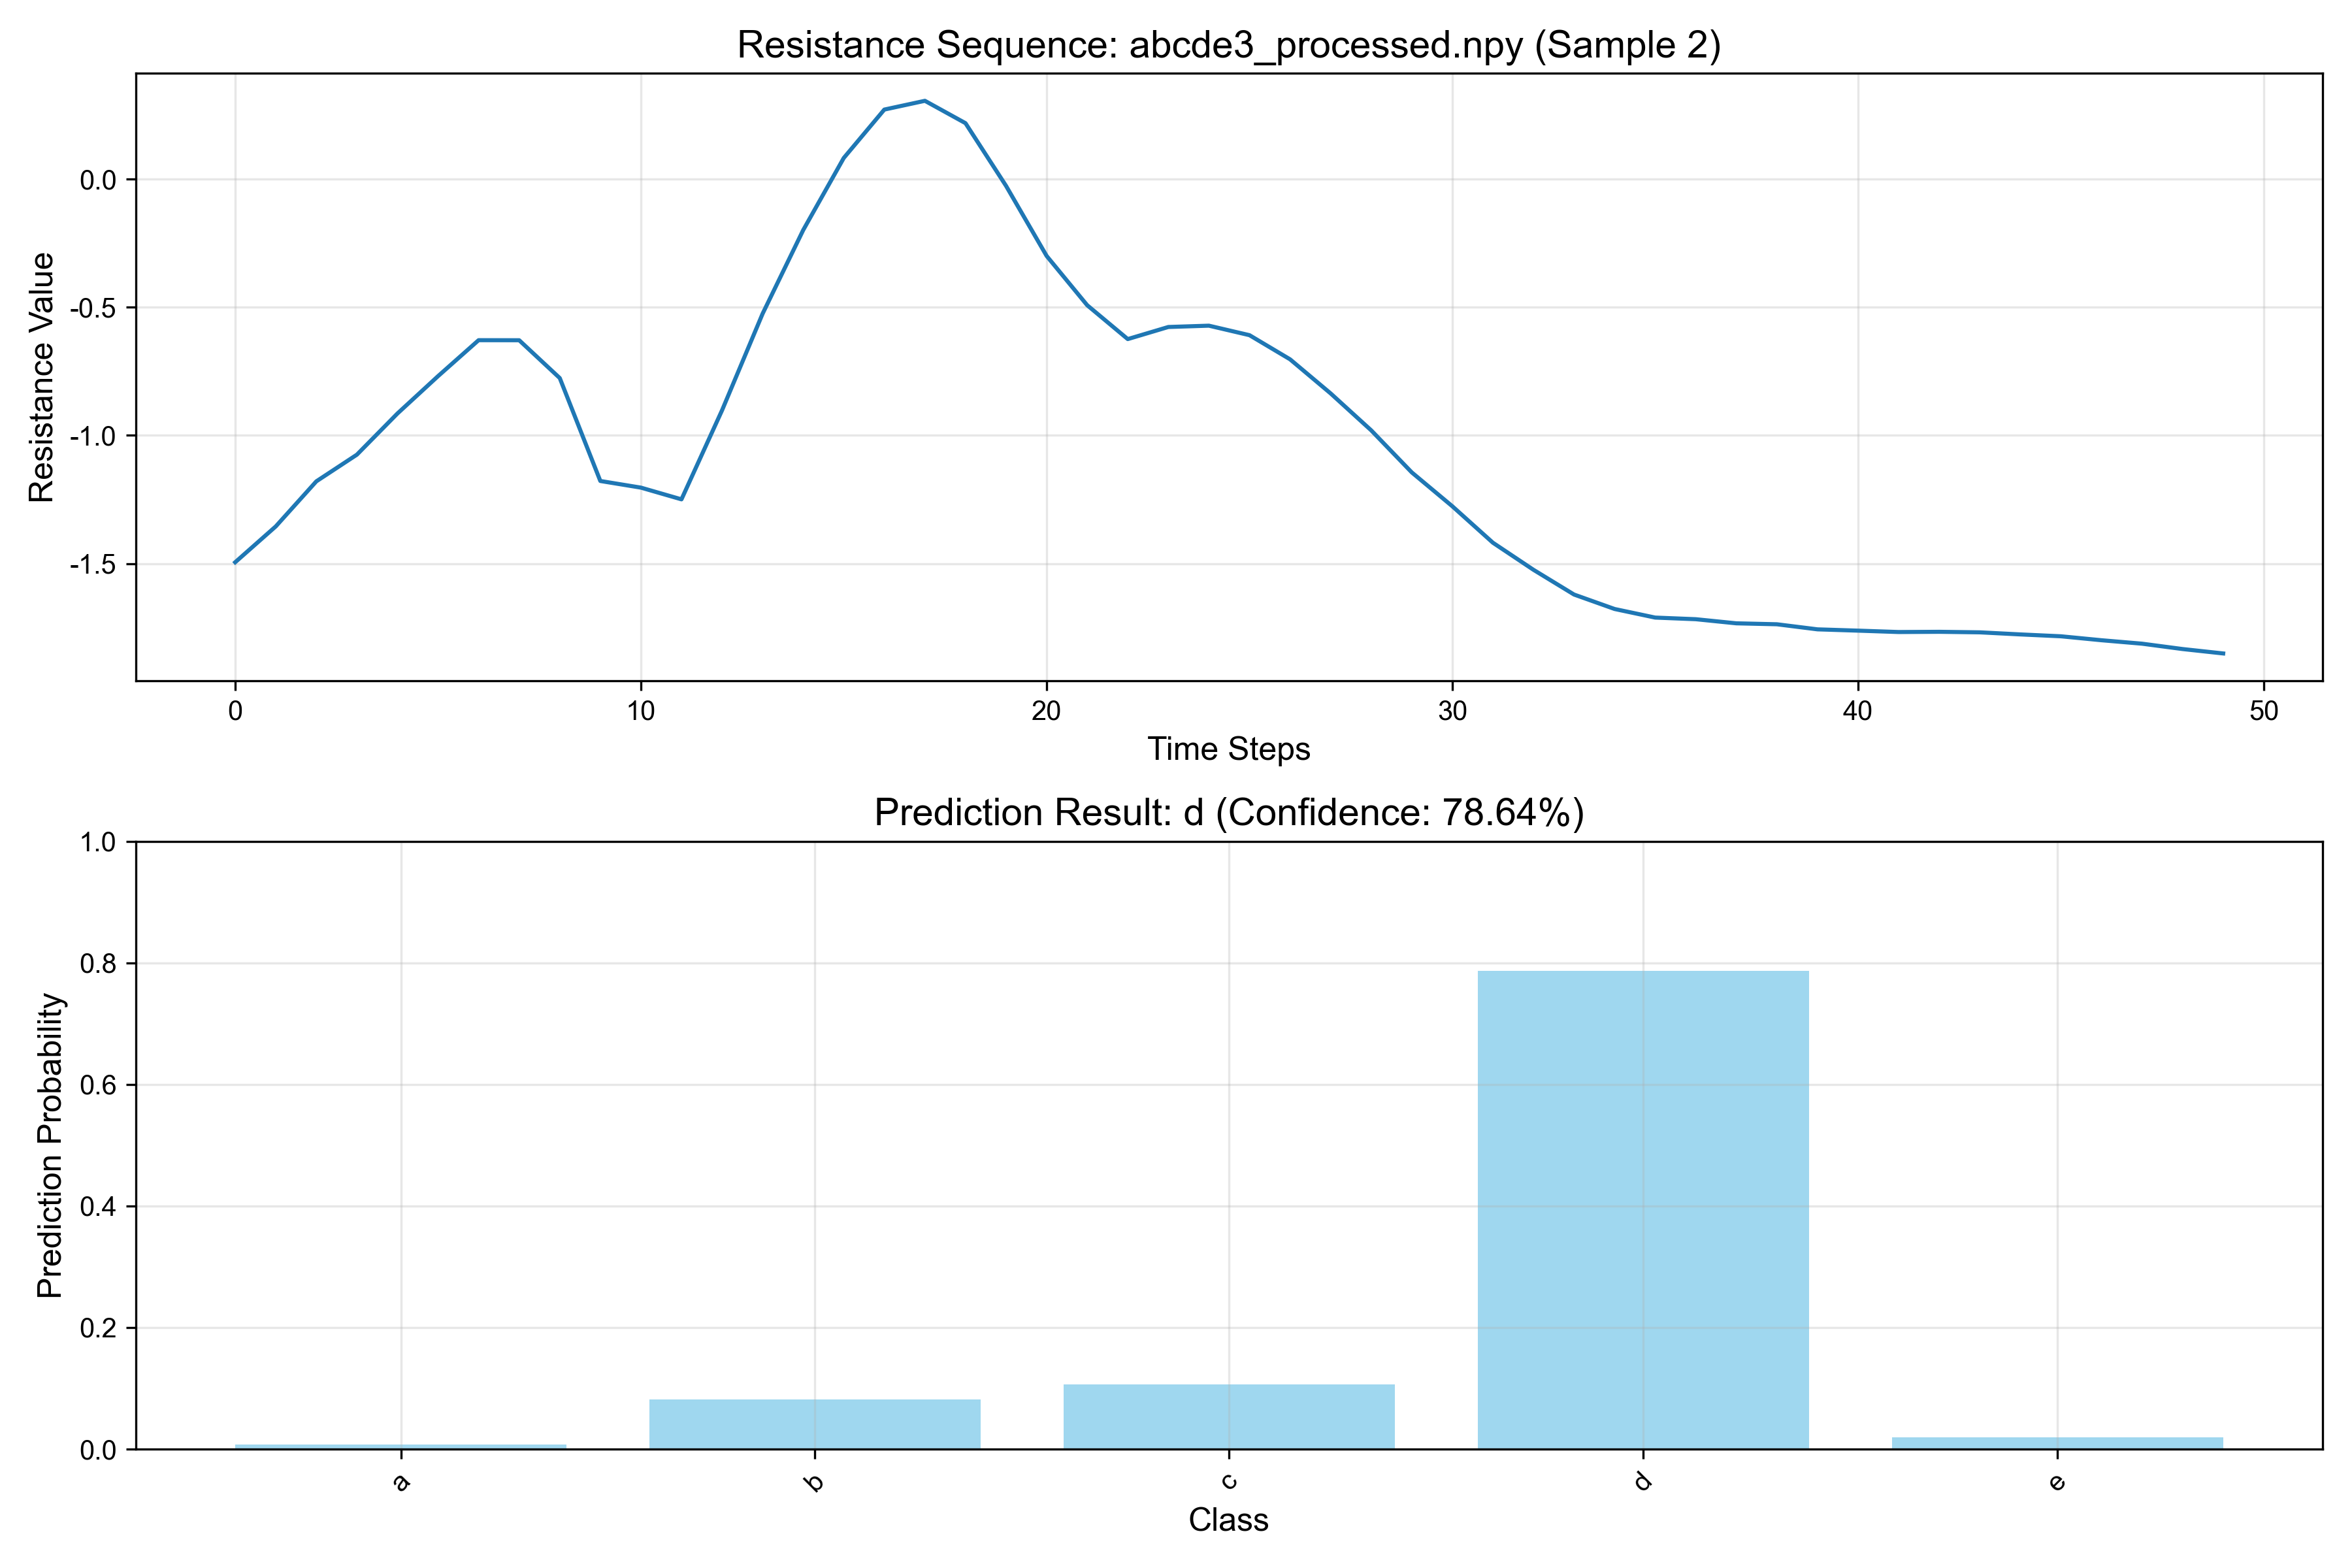 Resistance Sequence: abcde3_processed.npy (Sample 2)
Resistance Value
0.0
-0.5
-1.0
-1.5
0 10 20 30 40 50
Time Steps
Prediction Result: d (Confidence: 78.64%)
Prediction Probability
1.0
0.8
0.6
0.4
0.2
0.0
a b c d e
Class